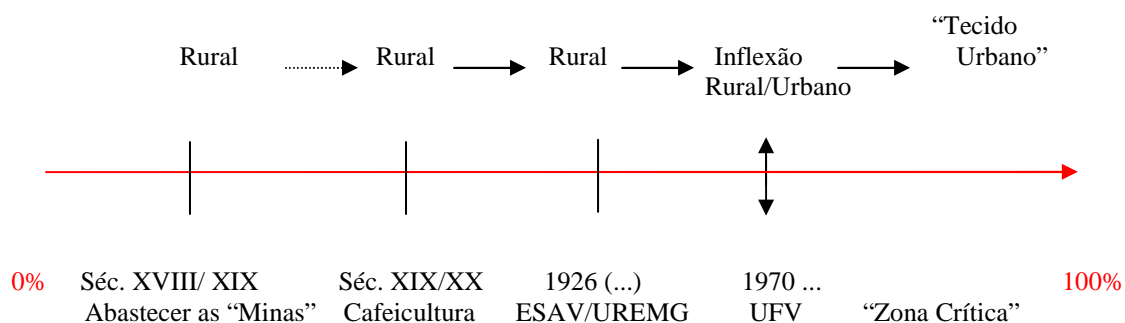 “Tecido
Rural Rural Rural Inflexão Urbano”
Rural/Urbano
0% Séc. XVIII/ XIX Séc. XIX/XX 1926 (...) 1970 ... 100%
Abastecer as “Minas” Cafeicultura ESAV/UREMG UFV “Zona Crítica”